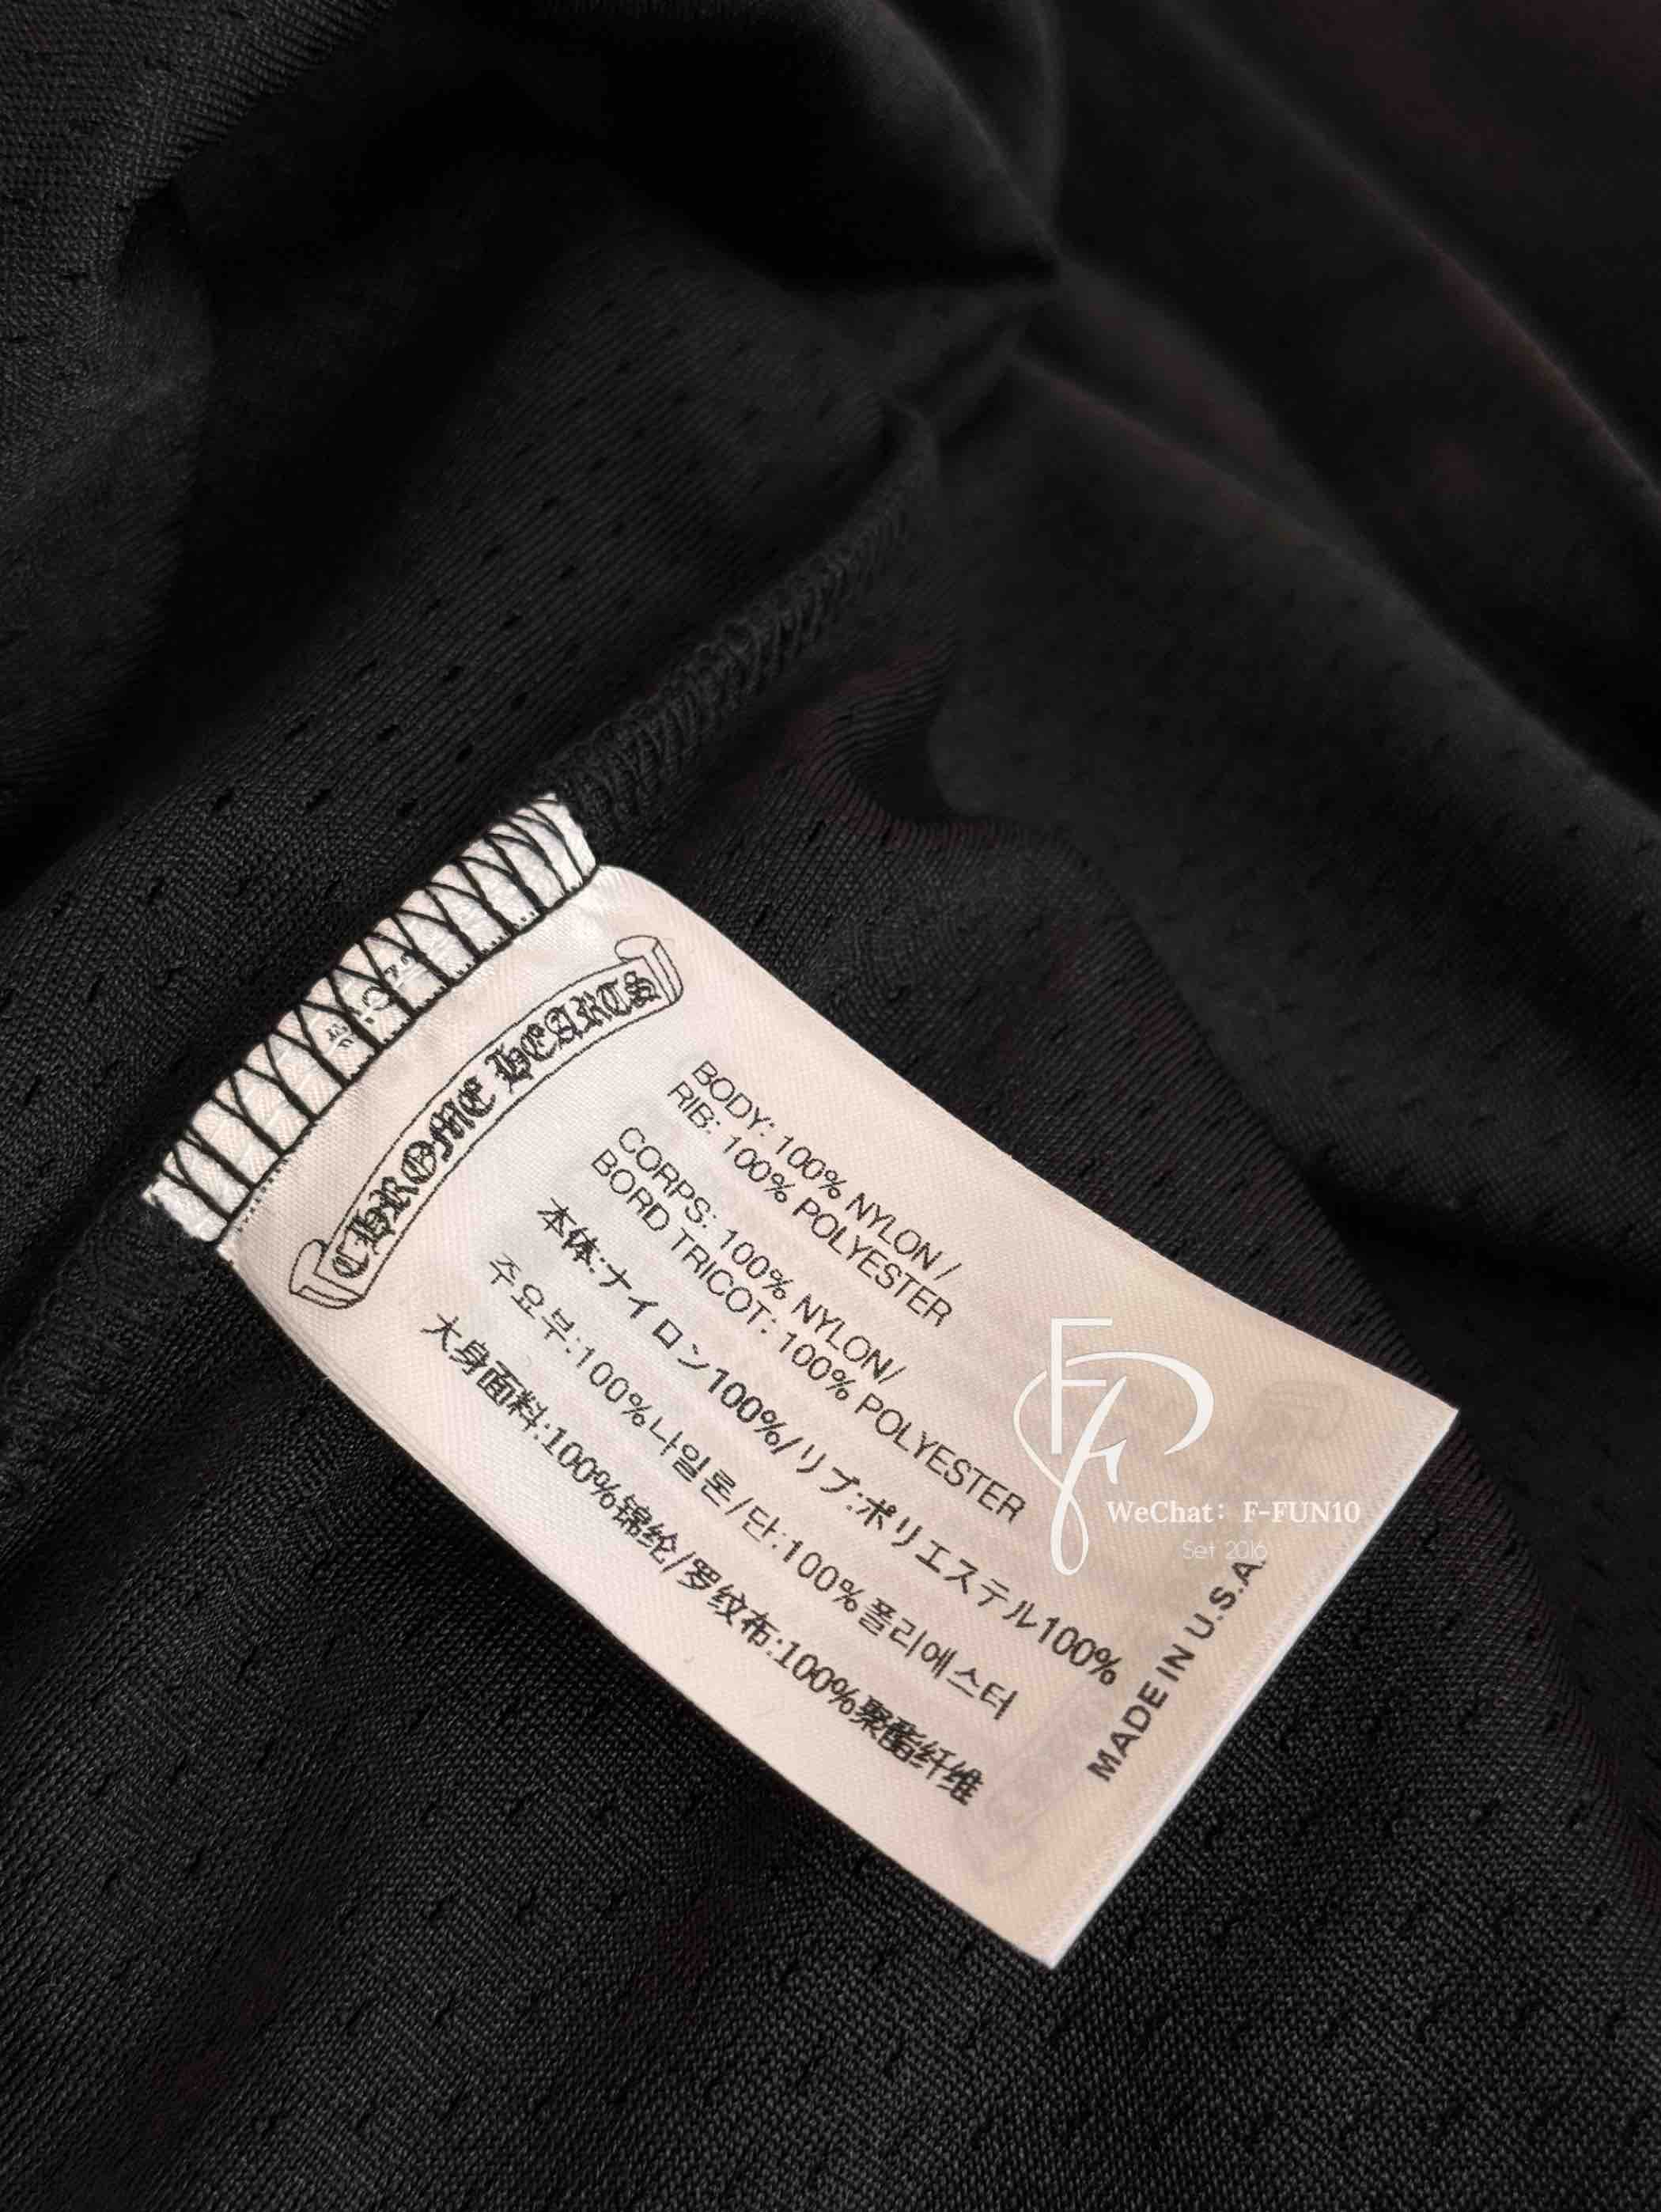 CHROME HEARTS
BODY: 100% NYLON /
RIB: 100% POLYESTER
CORPS: 100% NYLON/
BORD TRICOT: 100% POLYESTER
本体:ナイロン100%/リブ:ポリエステル100%
주요부:100%나일론/단:100%폴리에스터
大身面料:100%锦纶/罗纹布:100%聚酯纤维
MADE IN U.S.A.
WeChat: F-FUN10
Set 2016